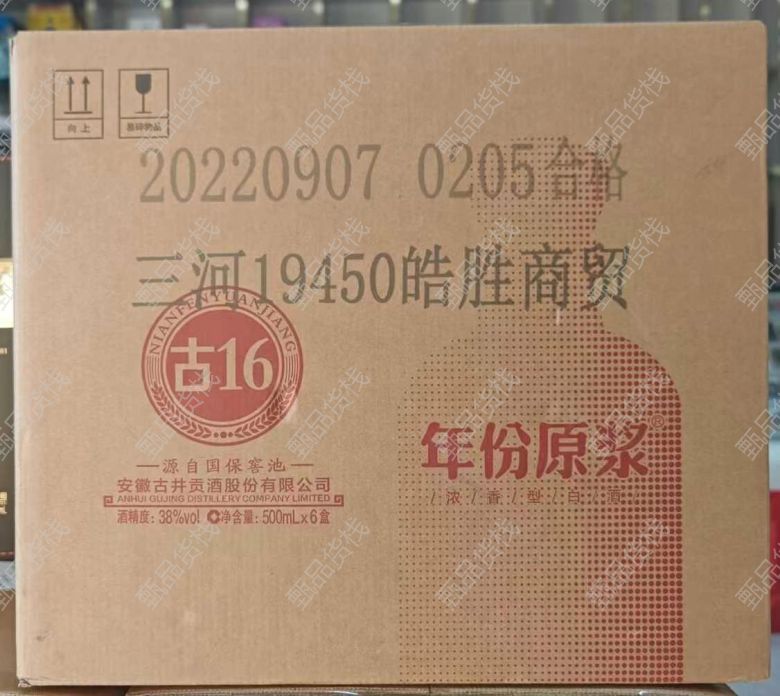 向上
易碎物品
20220907 0205合格
三河19450皓胜商贸
NIANFENYUANJIANG
古16
源自国保窖池
安徽古井贡酒股份有限公司
ANHUI GUJING DISTILLERY COMPANY LIMITED
酒精度：38%vol 净含量：500mL×6盒
年份原浆®
/浓/香/型/白/酒/
甄品货栈